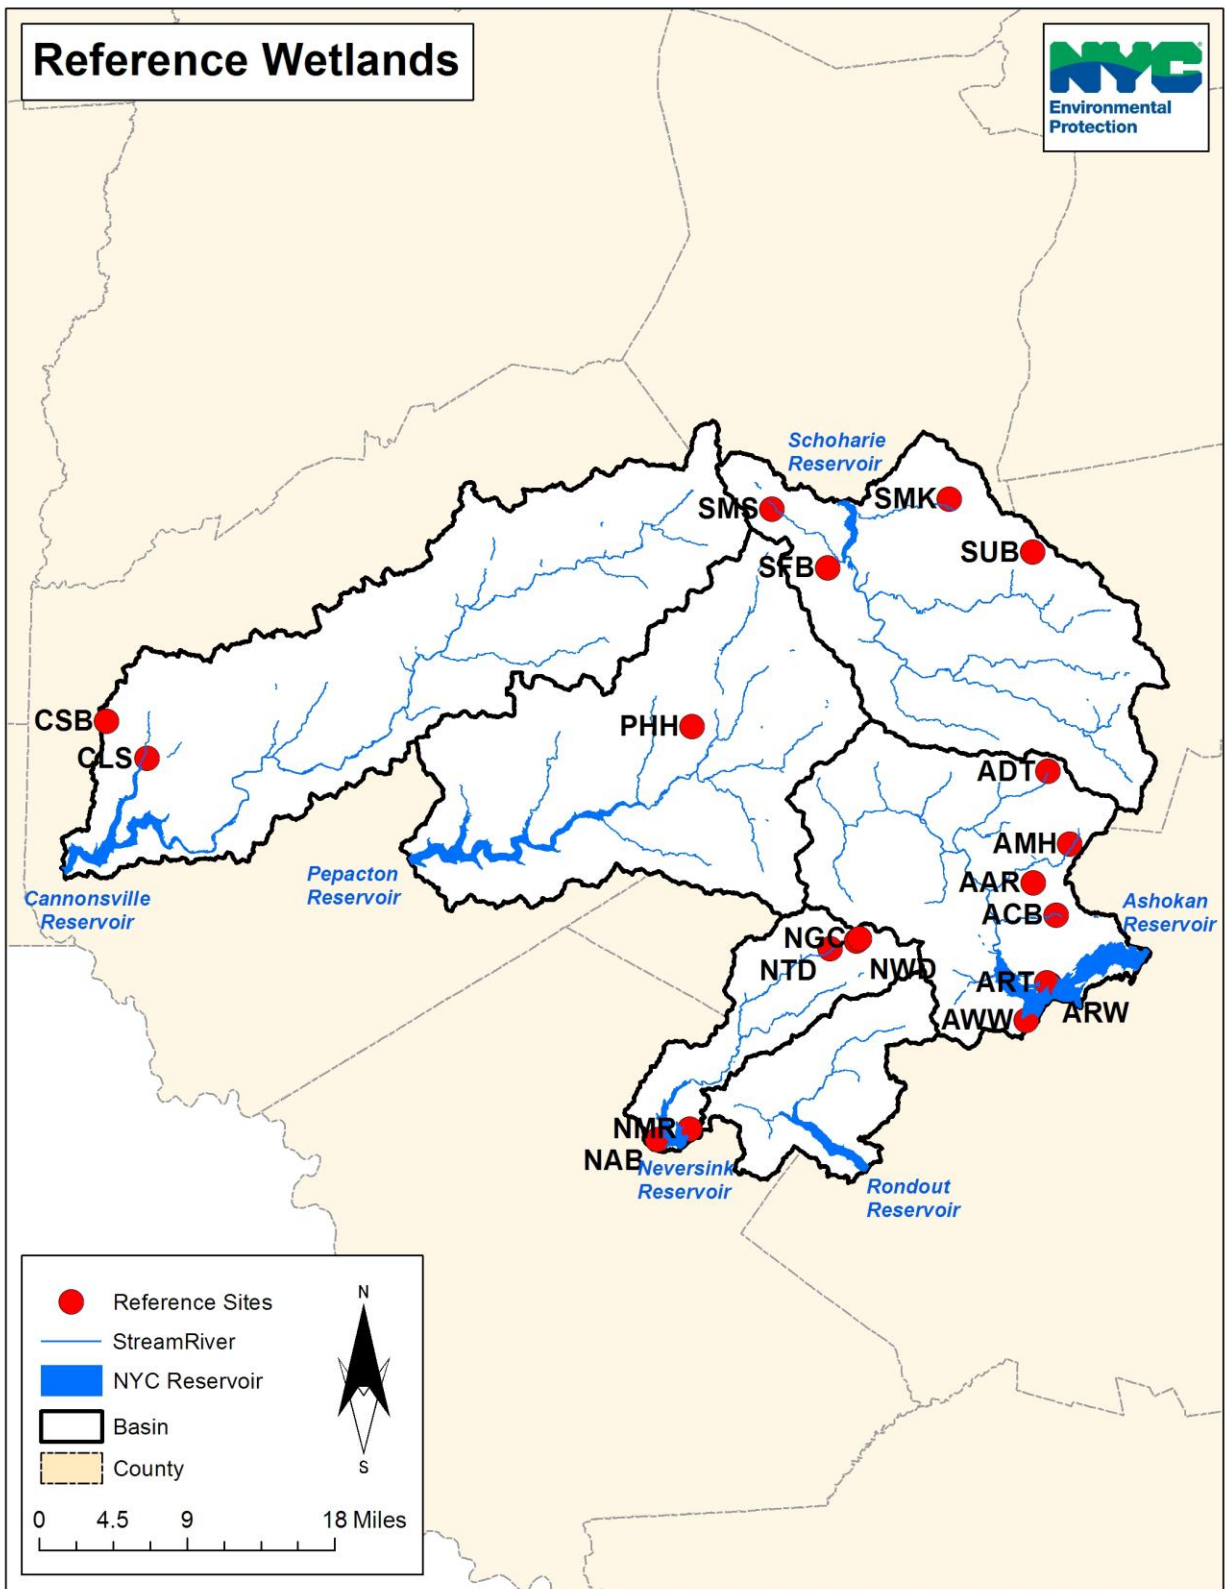 Reference Wetlands
NYC
Environmental
Protection
Schoharie
Reservoir
SMS
SMK
SFB
SUB
CSB
CLS
PHH
ADT
AMH
AAR
ACB
Ashokan
Reservoir
Pepacton
Reservoir
Cannonsville
Reservoir
NGC
NTD
NWD
ART
ARW
AWW
NMR
NAB
Neversink
Reservoir
Rondout
Reservoir
Reference Sites
StreamRiver
NYC Reservoir
Basin
County
N
S
0 4.5 9 18 Miles